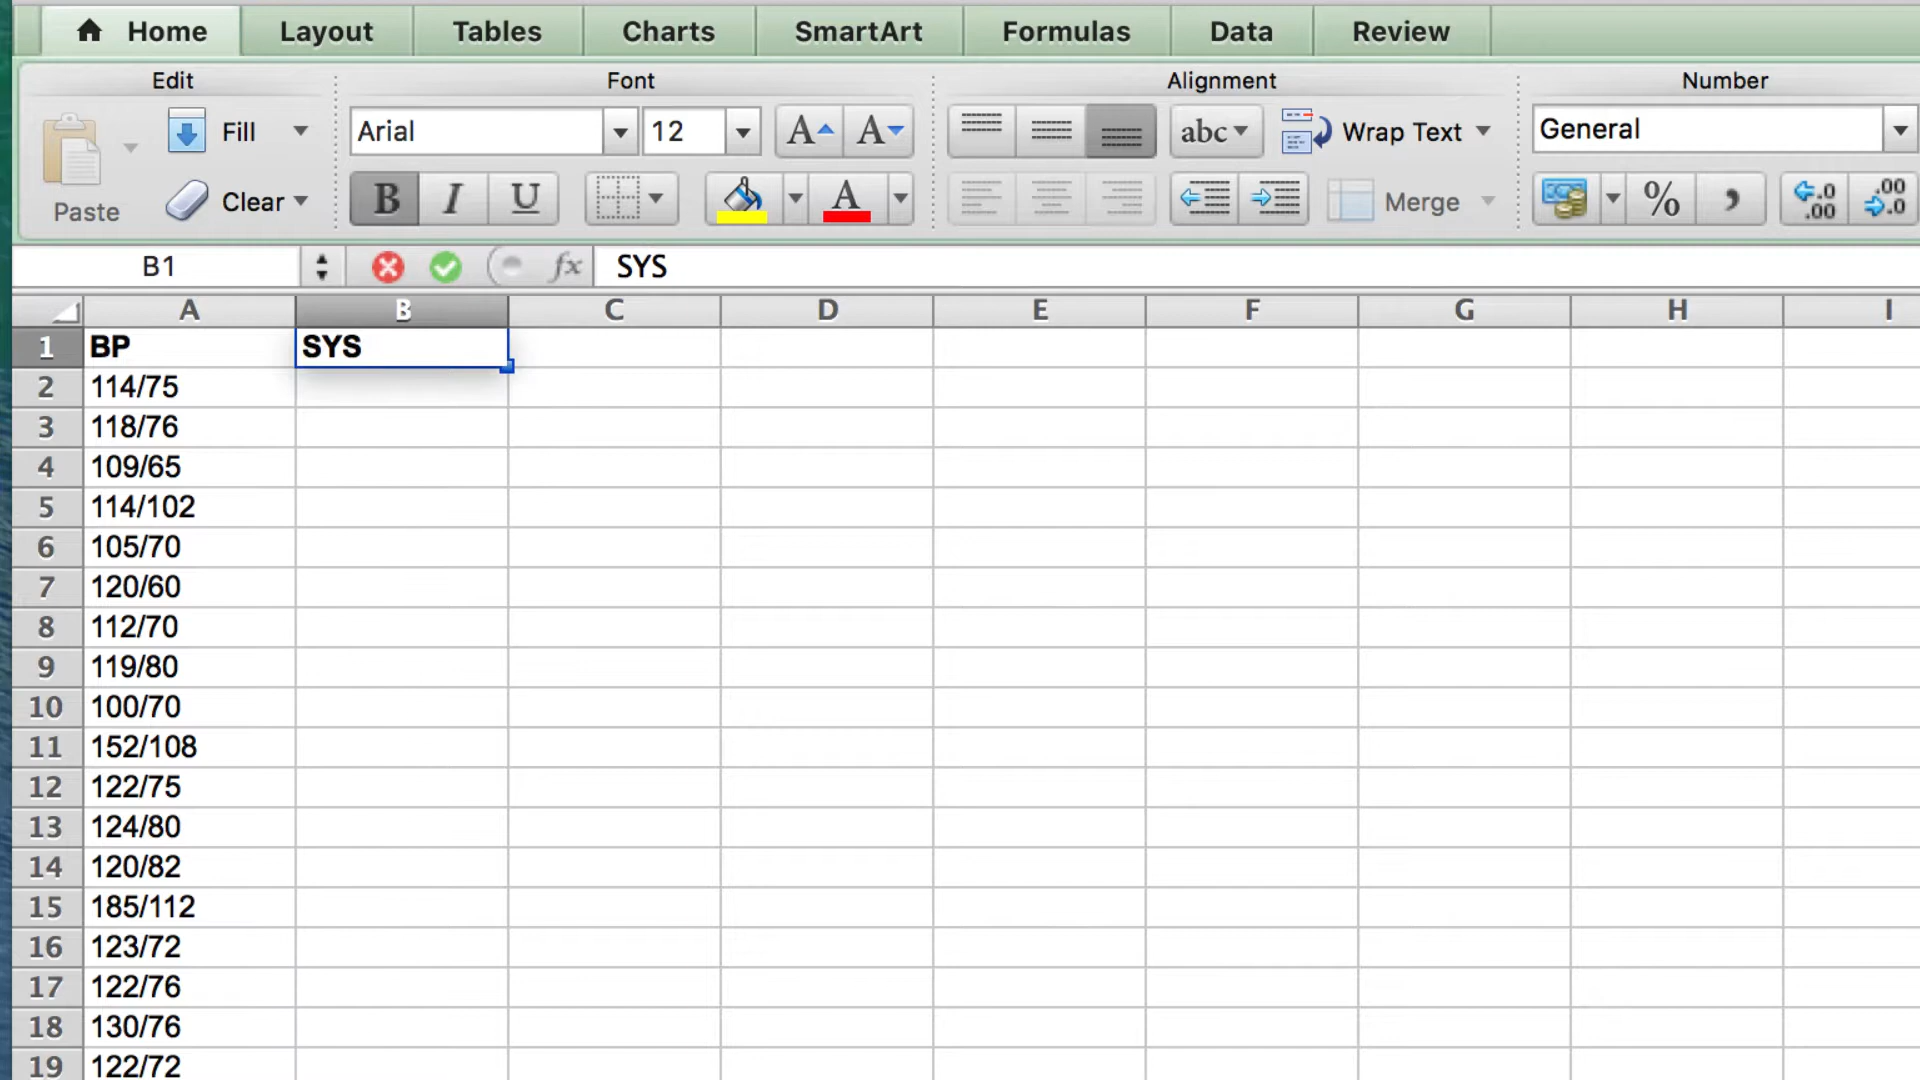 Home Layout Tables Charts SmartArt Formulas Data Review
Edit Font Alignment Number
Fill Arial 12 A A abc Wrap Text General
Paste Clear B I U A Merge % , .0 .00 .00 .0
B1 fx SYS
A B C D E F G H I
1 BP SYS
2 114/75
3 118/76
4 109/65
5 114/102
6 105/70
7 120/60
8 112/70
9 119/80
10 100/70
11 152/108
12 122/75
13 124/80
14 120/82
15 185/112
16 123/72
17 122/76
18 130/76
19 122/72